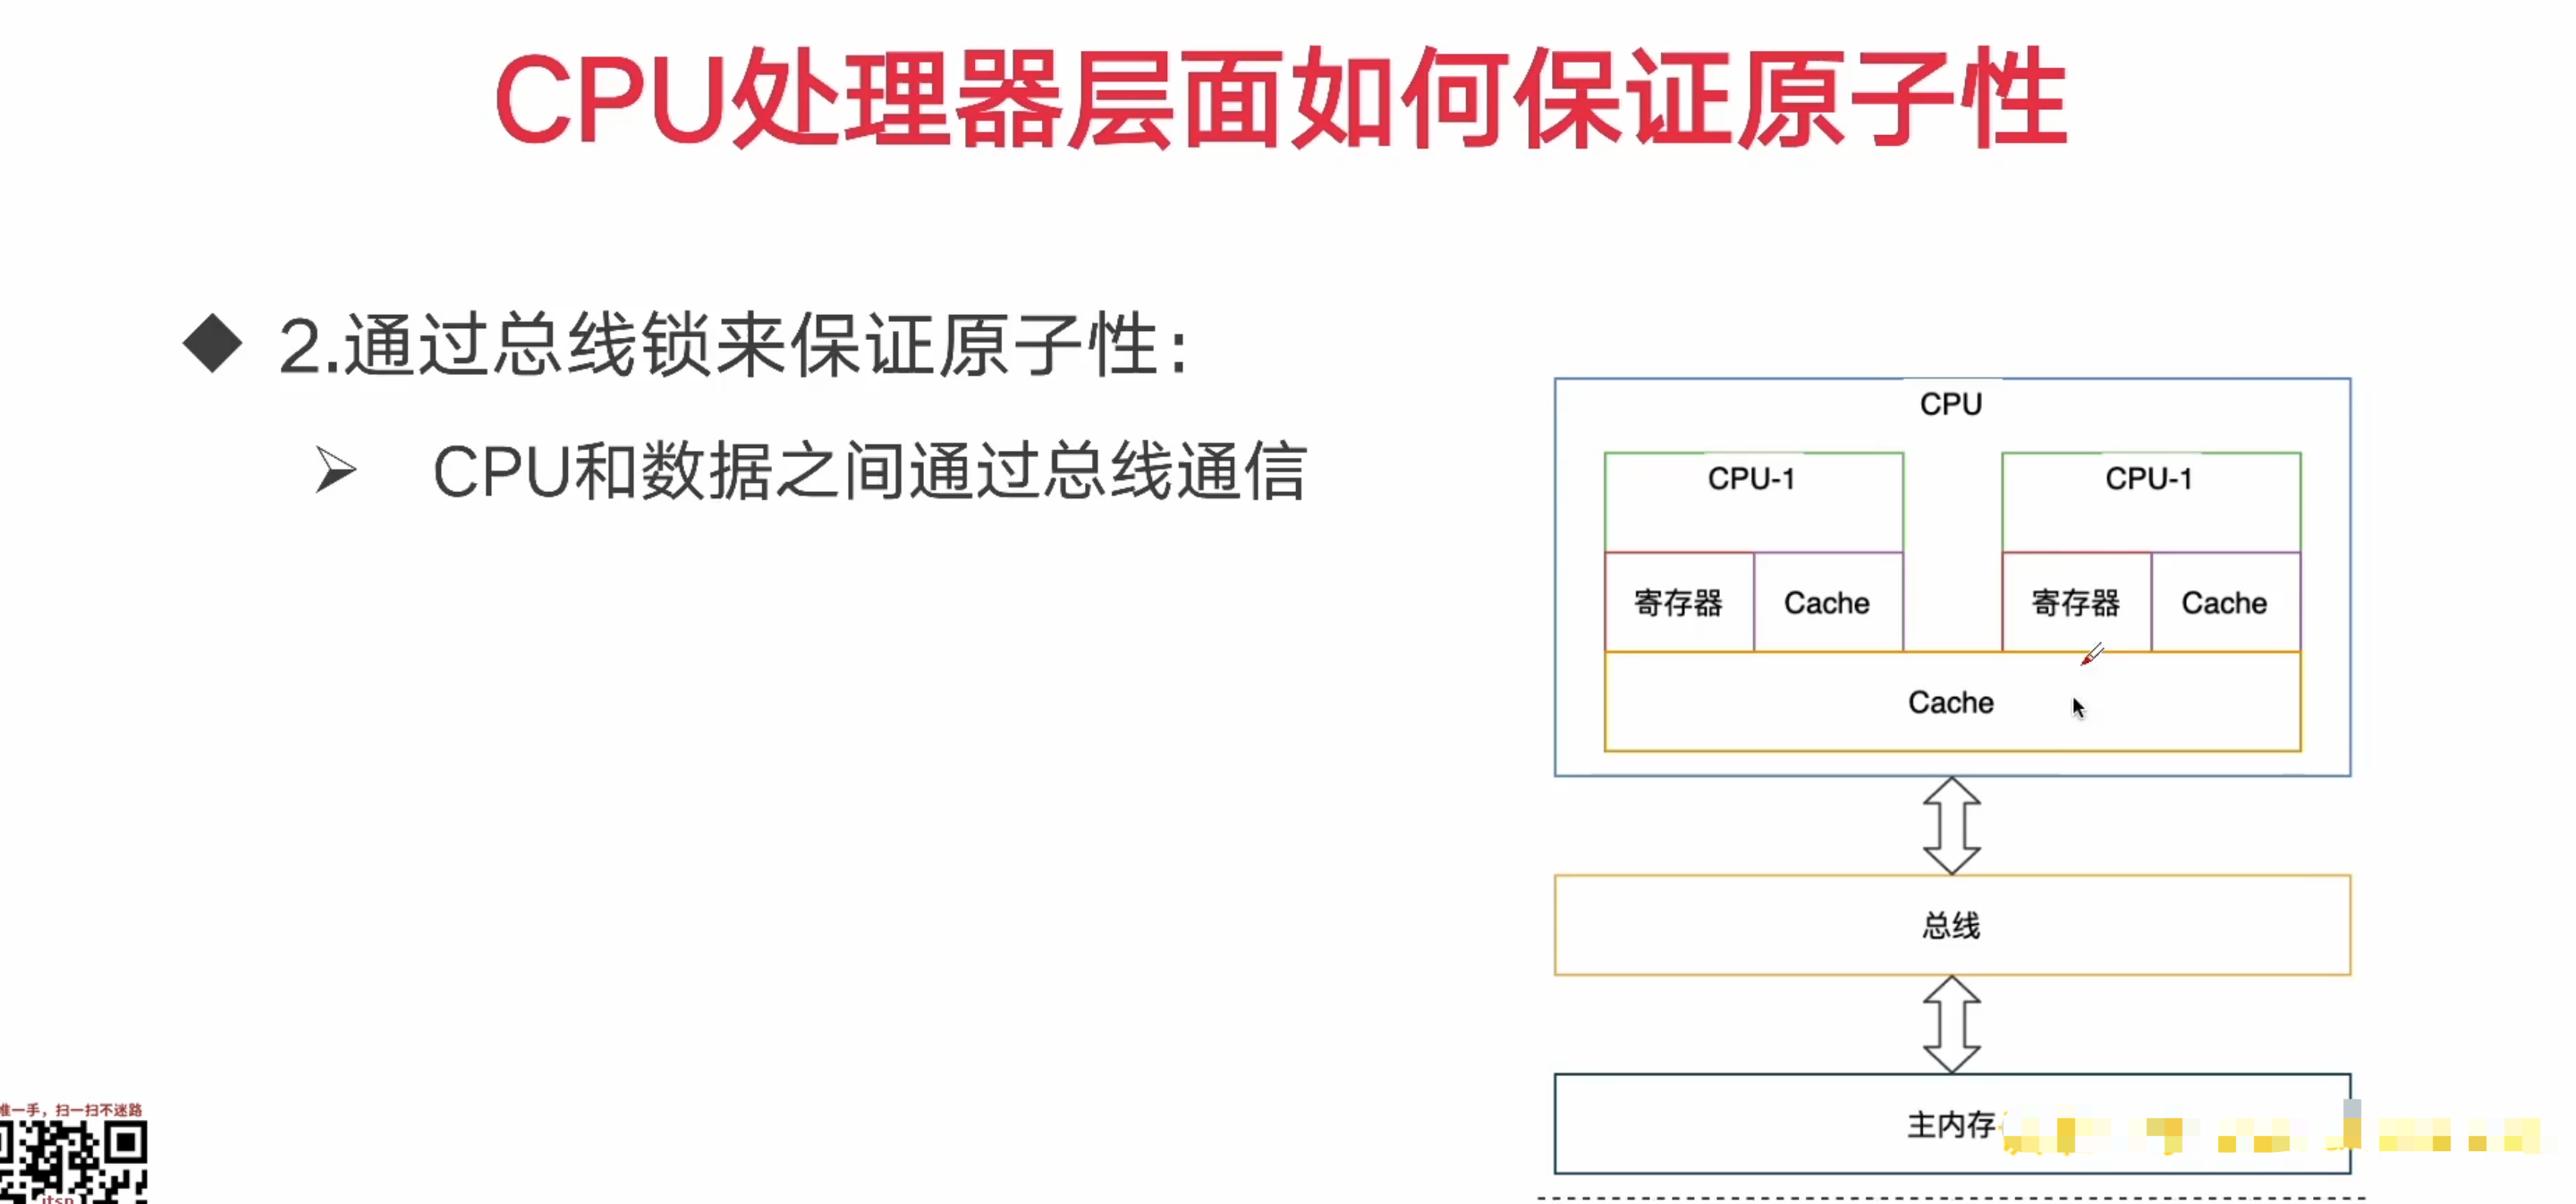 CPU处理器层面如何保证原子性
2.通过总线锁来保证原子性：
CPU和数据之间通过总线通信
CPU
CPU-1
CPU-1
寄存器
Cache
寄存器
Cache
Cache
总线
主内存
唯一手，扫一扫不迷路